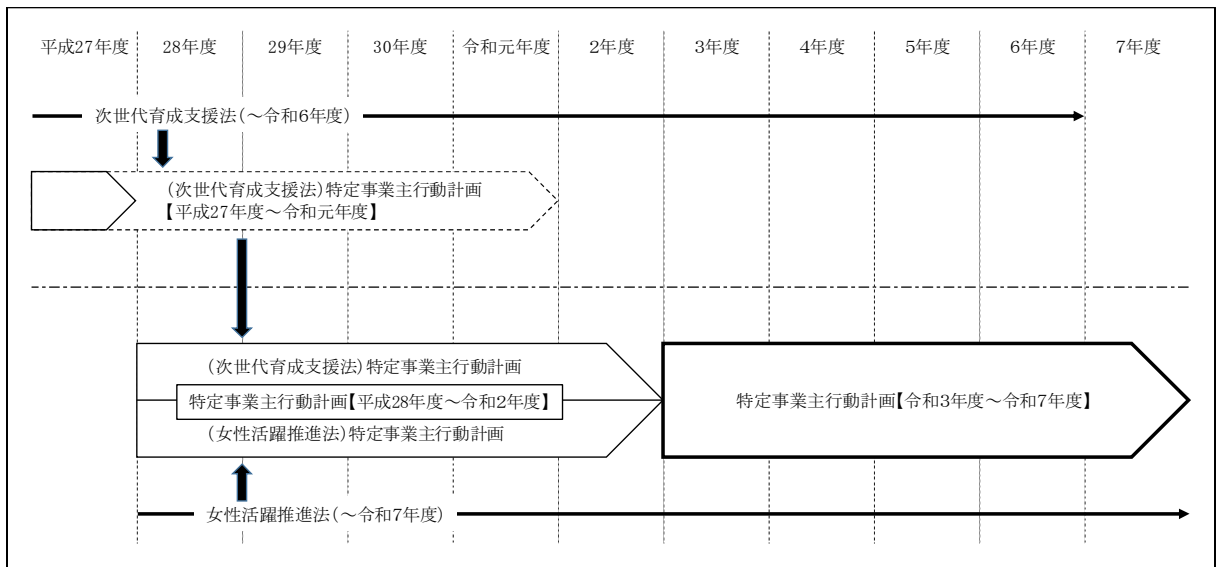 平成27年度 28年度 29年度 30年度 令和元年度 2年度 3年度 4年度 5年度 6年度 7年度
次世代育成支援法(～令和6年度)
(次世代育成支援法)特定事業主行動計画
【平成27年度～令和元年度】
(次世代育成支援法)特定事業主行動計画
特定事業主行動計画【平成28年度～令和2年度】
(女性活躍推進法)特定事業主行動計画
特定事業主行動計画【令和3年度～令和7年度】
女性活躍推進法(～令和7年度)